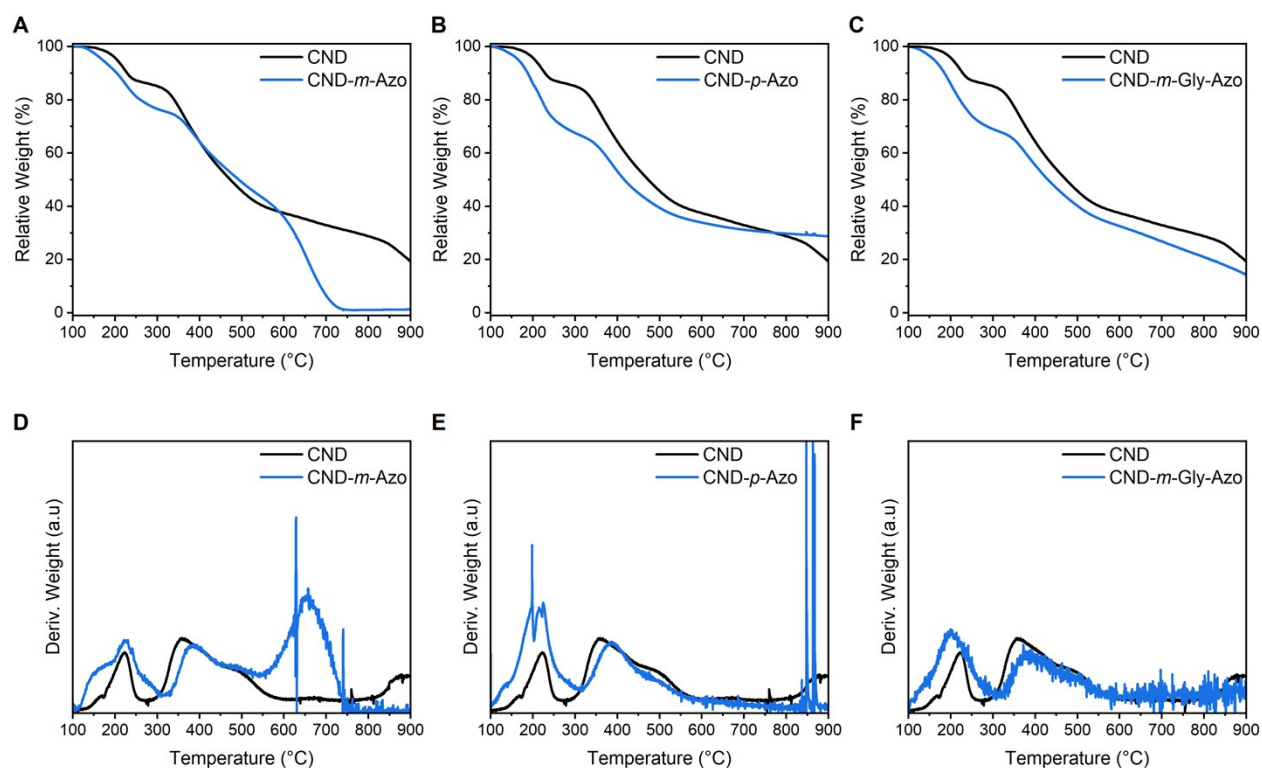 A
CND
CND-m-Azo
Relative Weight (%)
100
80
60
40
20
0
100 200 300 400 500 600 700 800 900
Temperature (°C)
B
CND
CND-p-Azo
Relative Weight (%)
100
80
60
40
20
0
100 200 300 400 500 600 700 800 900
Temperature (°C)
C
CND
CND-m-Gly-Azo
Relative Weight (%)
100
80
60
40
20
0
100 200 300 400 500 600 700 800 900
Temperature (°C)
D
CND
CND-m-Azo
Deriv. Weight (a.u)
100 200 300 400 500 600 700 800 900
Temperature (°C)
E
CND
CND-p-Azo
Deriv. Weight (a.u)
100 200 300 400 500 600 700 800 900
Temperature (°C)
F
CND
CND-m-Gly-Azo
Deriv. Weight (a.u)
100 200 300 400 500 600 700 800 900
Temperature (°C)